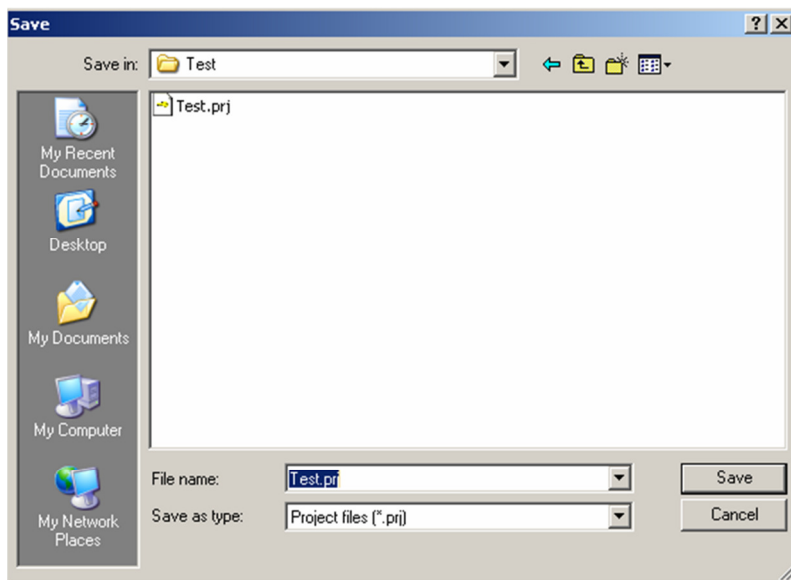 Save
Save in:
Test
Test.prj
My Recent
Documents
Desktop
My Documents
My Computer
My Network
Places
File name:
Test.prj
Save
Save as type:
Project files (*.prj)
Cancel